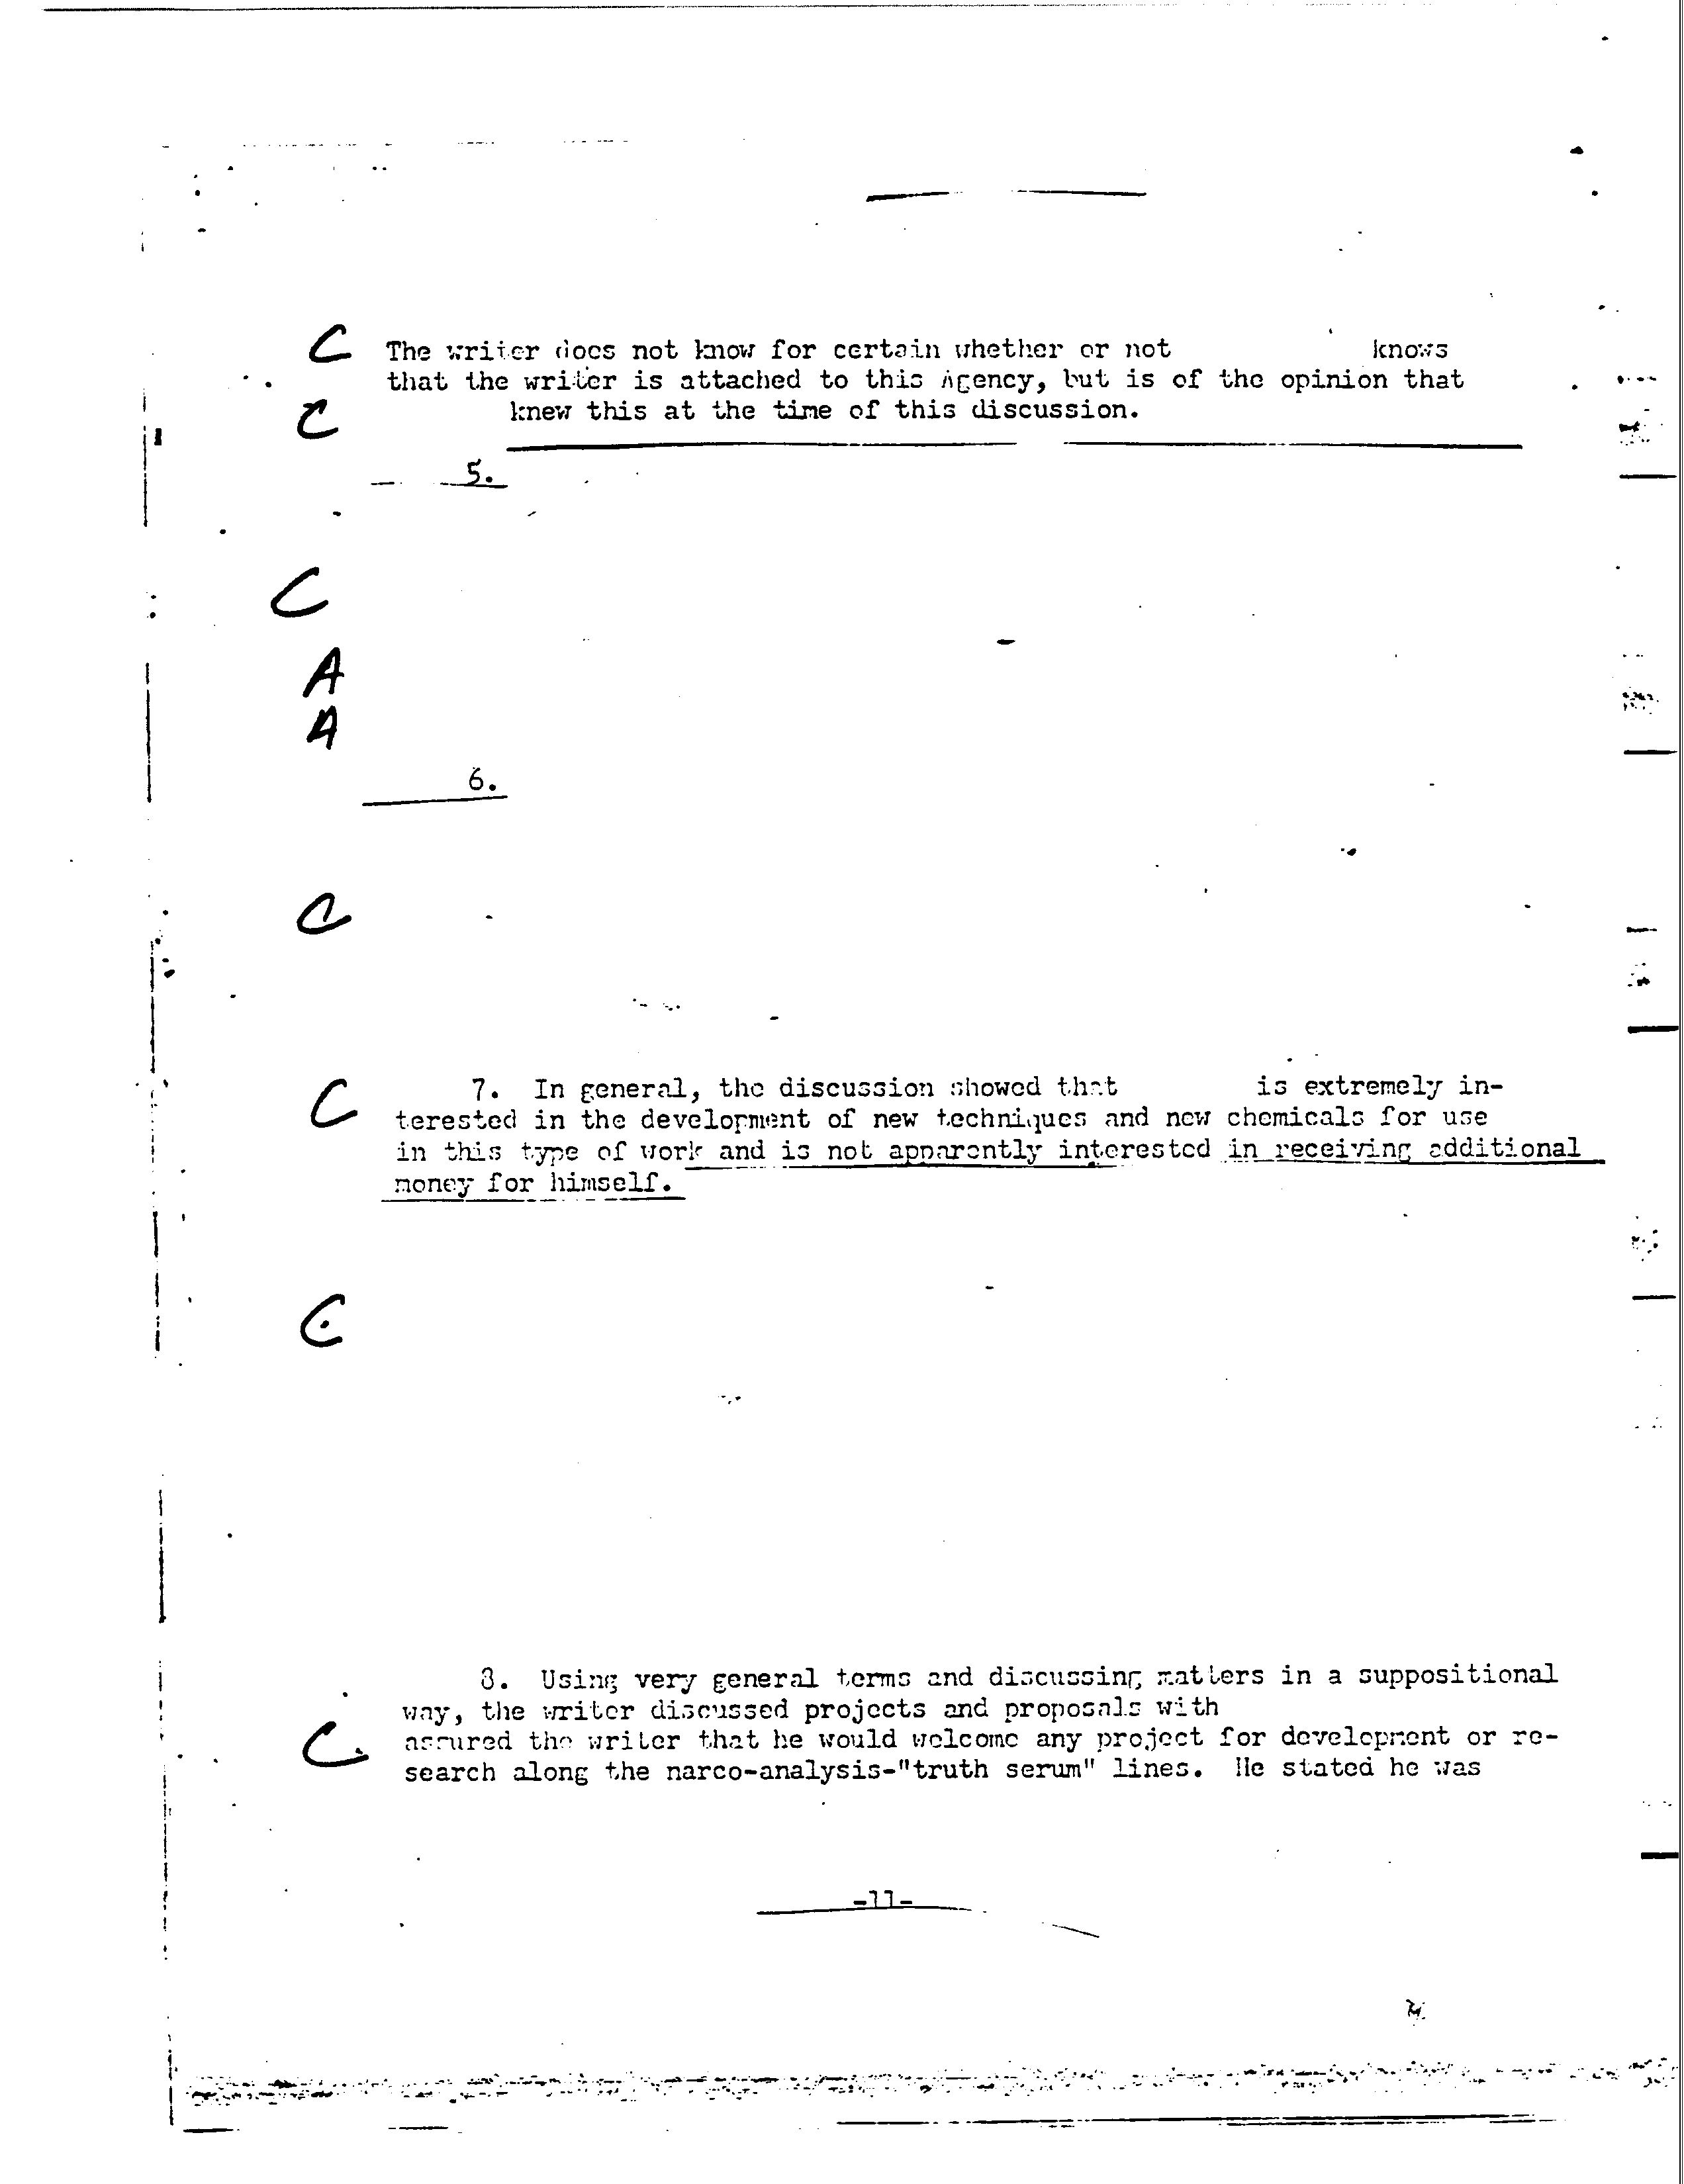 C The writer does not know for certain whether or not knows
that the writer is attached to this Agency, but is of the opinion that
C knew this at the time of this discussion.
5.
C
A
A
6.
C
C 7. In general, the discussion showed that is extremely in-
terested in the development of new techniques and new chemicals for use
in this type of work and is not apparently interested in receiving additional
money for himself.
C
8. Using very general terms and discussing matters in a suppositional
way, the writer discussed projects and proposals with
C assured the writer that he would welcome any project for development or re-
search along the narco-analysis-"truth serum" lines. He stated he was
-11-